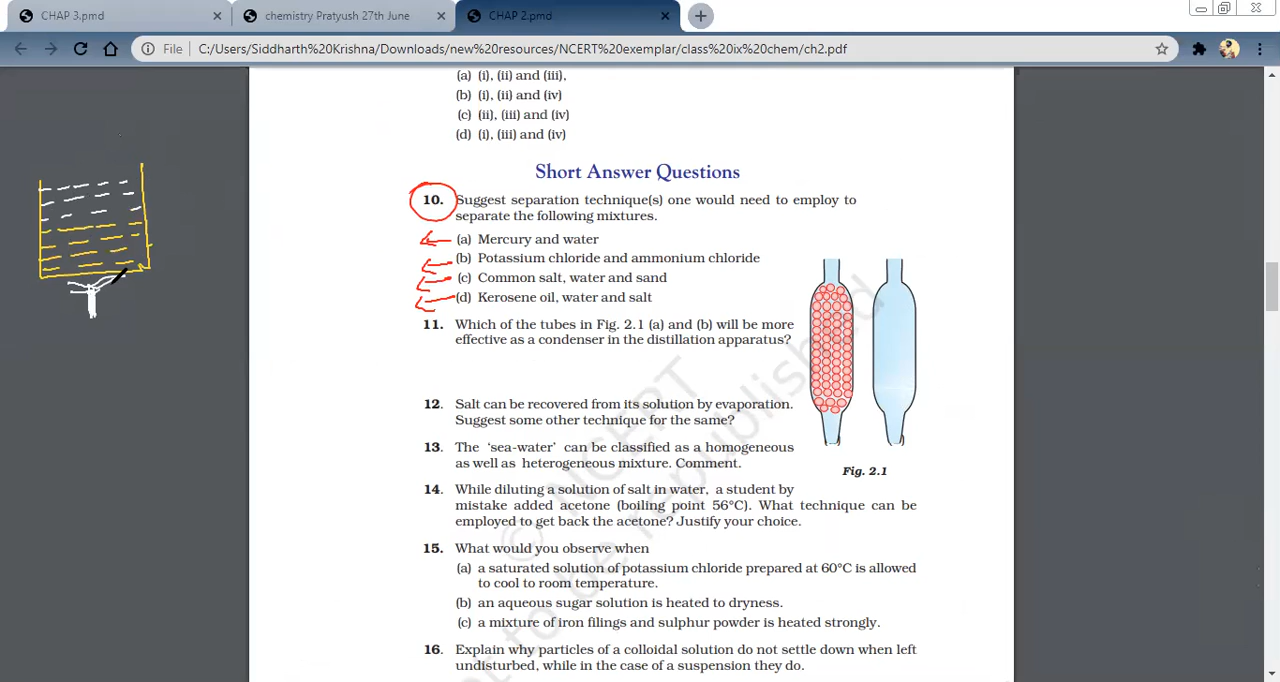 CHAP 3.pmd
chemistry Pratyush 27th June
CHAP 2.pmd
File
C:/Users/Siddharth%20Krishna/Downloads/new%20resources/NCERT%20exemplar/class%20ix%20chem/ch2.pdf
(a) (i), (ii) and (iii),
(b) (i), (ii) and (iv)
(c) (ii), (iii) and (iv)
(d) (i), (iii) and (iv)
Short Answer Questions
10. Suggest separation technique(s) one would need to employ to
separate the following mixtures.
(a) Mercury and water
(b) Potassium chloride and ammonium chloride
(c) Common salt, water and sand
(d) Kerosene oil, water and salt
11. Which of the tubes in Fig. 2.1 (a) and (b) will be more
effective as a condenser in the distillation apparatus?
12. Salt can be recovered from its solution by evaporation.
Suggest some other technique for the same?
13. The 'sea-water' can be classified as a homogeneous
as well as heterogeneous mixture. Comment.
Fig. 2.1
14. While diluting a solution of salt in water, a student by
mistake added acetone (boiling point 56°C). What technique can be
employed to get back the acetone? Justify your choice.
15. What would you observe when
(a) a saturated solution of potassium chloride prepared at 60°C is allowed
to cool to room temperature.
(b) an aqueous sugar solution is heated to dryness.
(c) a mixture of iron filings and sulphur powder is heated strongly.
16. Explain why particles of a colloidal solution do not settle down when left
undisturbed, while in the case of a suspension they do.
© NCERT
not to be republished